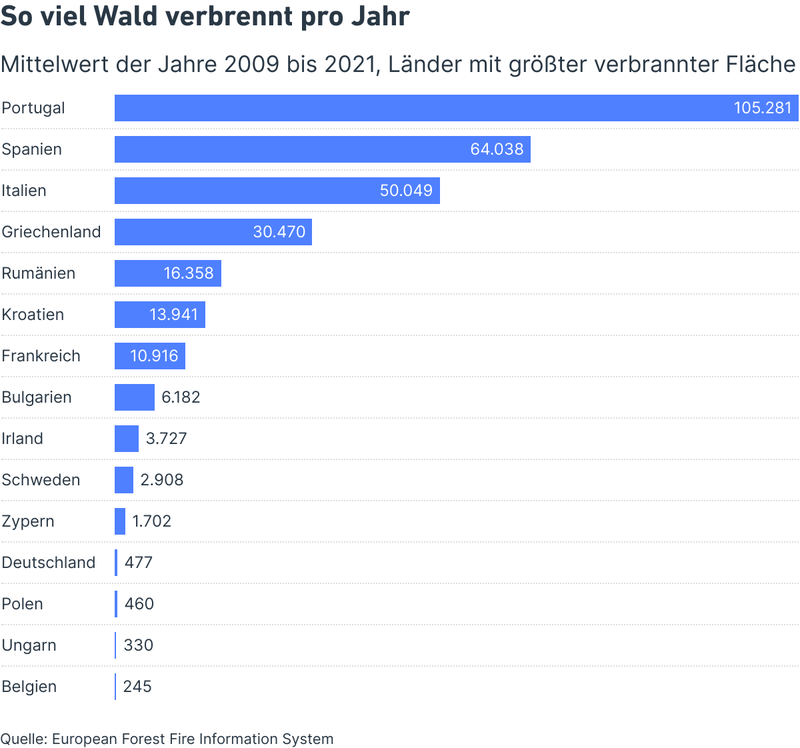 So viel Wald verbrennt pro Jahr
Mittelwert der Jahre 2009 bis 2021, Länder mit größter verbrannter Fläche
Portugal 105.281
Spanien 64.038
Italien 50.049
Griechenland 30.470
Rumänien 16.358
Kroatien 13.941
Frankreich 10.916
Bulgarien 6.182
Irland 3.727
Schweden 2.908
Zypern 1.702
Deutschland 477
Polen 460
Ungarn 330
Belgien 245
Quelle: European Forest Fire Information System